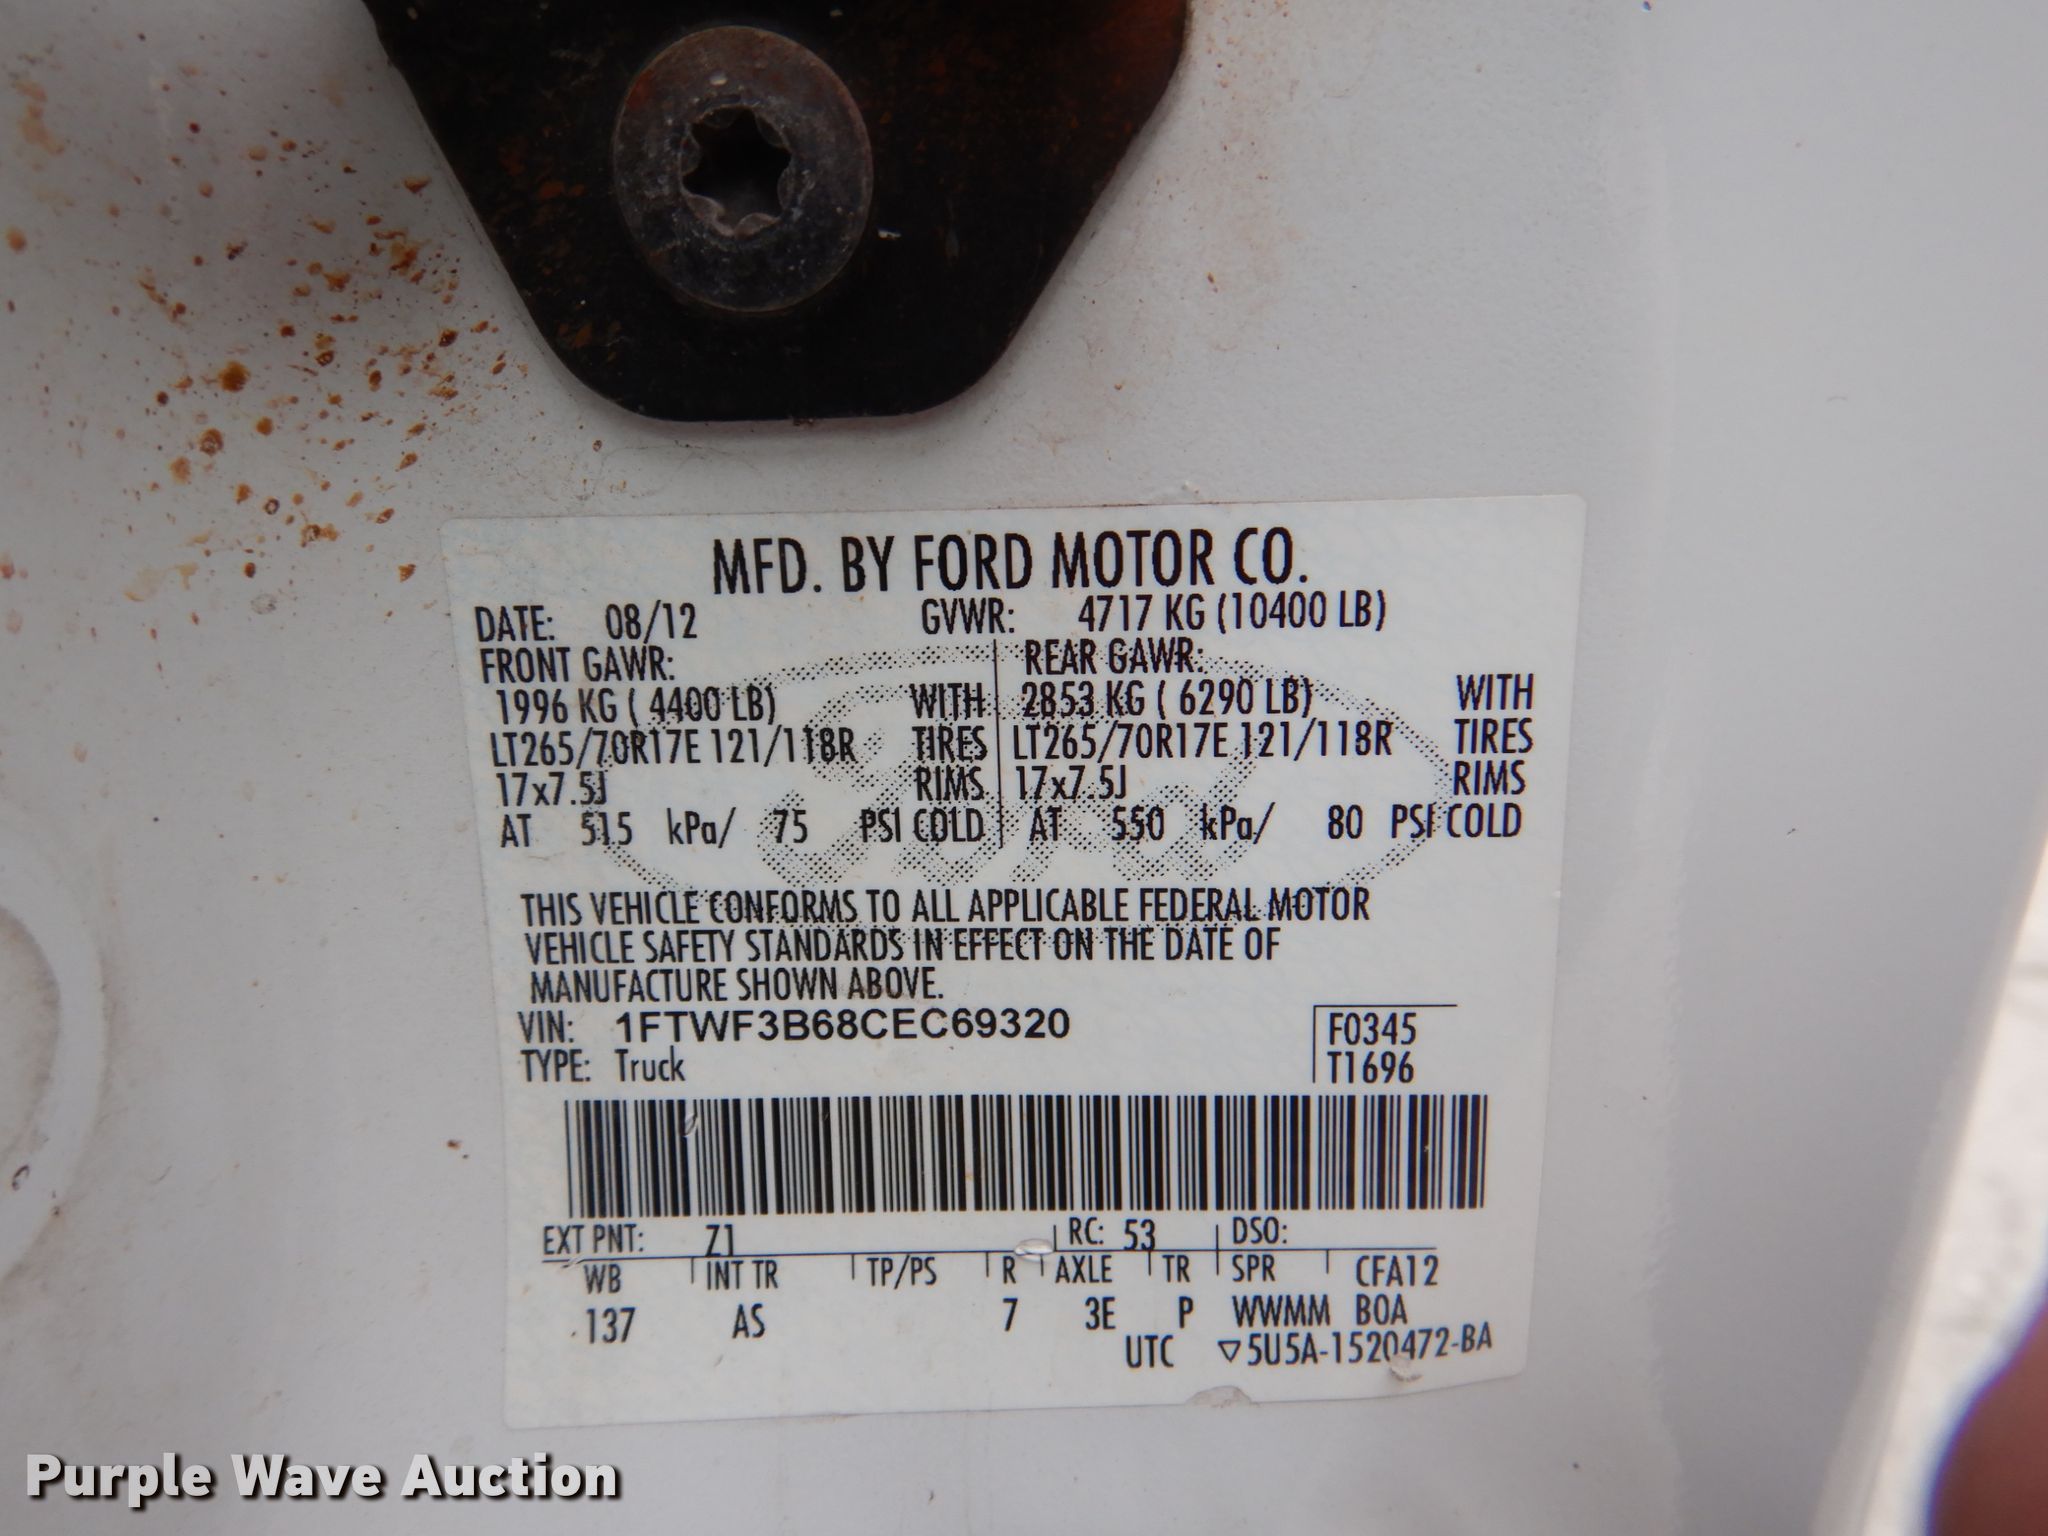 MFD. BY FORD MOTOR CO.
DATE: 08/12 GVWR: 4717 KG (10400 LB)
FRONT GAWR: REAR GAWR:
1996 KG ( 4400 LB) WITH 2853 KG ( 6290 LB) WITH
LT265/70R17E 121/118R TIRES LT265/70R17E 121/118R TIRES
17x7.5J RIMS 17x7.5J RIMS
AT 515 kPa/ 75 PSI COLD AT 550 kPa/ 80 PSI COLD
THIS VEHICLE CONFORMS TO ALL APPLICABLE FEDERAL MOTOR
VEHICLE SAFETY STANDARDS IN EFFECT ON THE DATE OF
MANUFACTURE SHOWN ABOVE.
VIN: 1FTWF3B68CEC69320 F0345
TYPE: Truck T1696
EXT PNT: Z1 RC: 53 DSO:
WB INT TR TP/PS R AXLE TR SPR CFA12
137 AS 7 3E P WWMM BOA
UTC ▽5U5A-1520472-BA
Purple Wave Auction